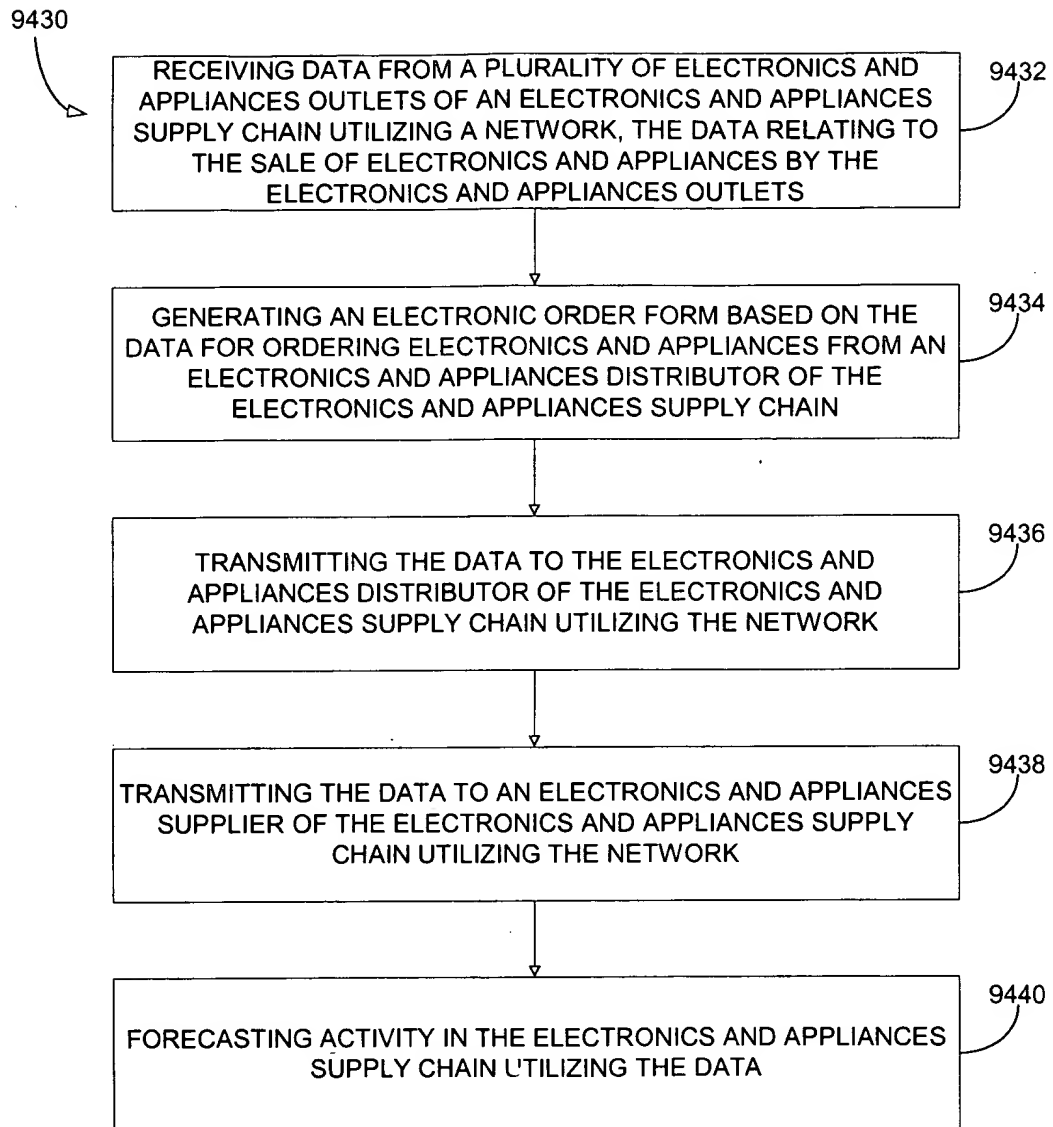 9430
RECEIVING DATA FROM A PLURALITY OF ELECTRONICS AND
APPLIANCES OUTLETS OF AN ELECTRONICS AND APPLIANCES
SUPPLY CHAIN UTILIZING A NETWORK, THE DATA RELATING TO
THE SALE OF ELECTRONICS AND APPLIANCES BY THE
ELECTRONICS AND APPLIANCES OUTLETS
9432
GENERATING AN ELECTRONIC ORDER FORM BASED ON THE
DATA FOR ORDERING ELECTRONICS AND APPLIANCES FROM AN
ELECTRONICS AND APPLIANCES DISTRIBUTOR OF THE
ELECTRONICS AND APPLIANCES SUPPLY CHAIN
9434
TRANSMITTING THE DATA TO THE ELECTRONICS AND
APPLIANCES DISTRIBUTOR OF THE ELECTRONICS AND
APPLIANCES SUPPLY CHAIN UTILIZING THE NETWORK
9436
TRANSMITTING THE DATA TO AN ELECTRONICS AND APPLIANCES
SUPPLIER OF THE ELECTRONICS AND APPLIANCES SUPPLY
CHAIN UTILIZING THE NETWORK
9438
FORECASTING ACTIVITY IN THE ELECTRONICS AND APPLIANCES
SUPPLY CHAIN UTILIZING THE DATA
9440